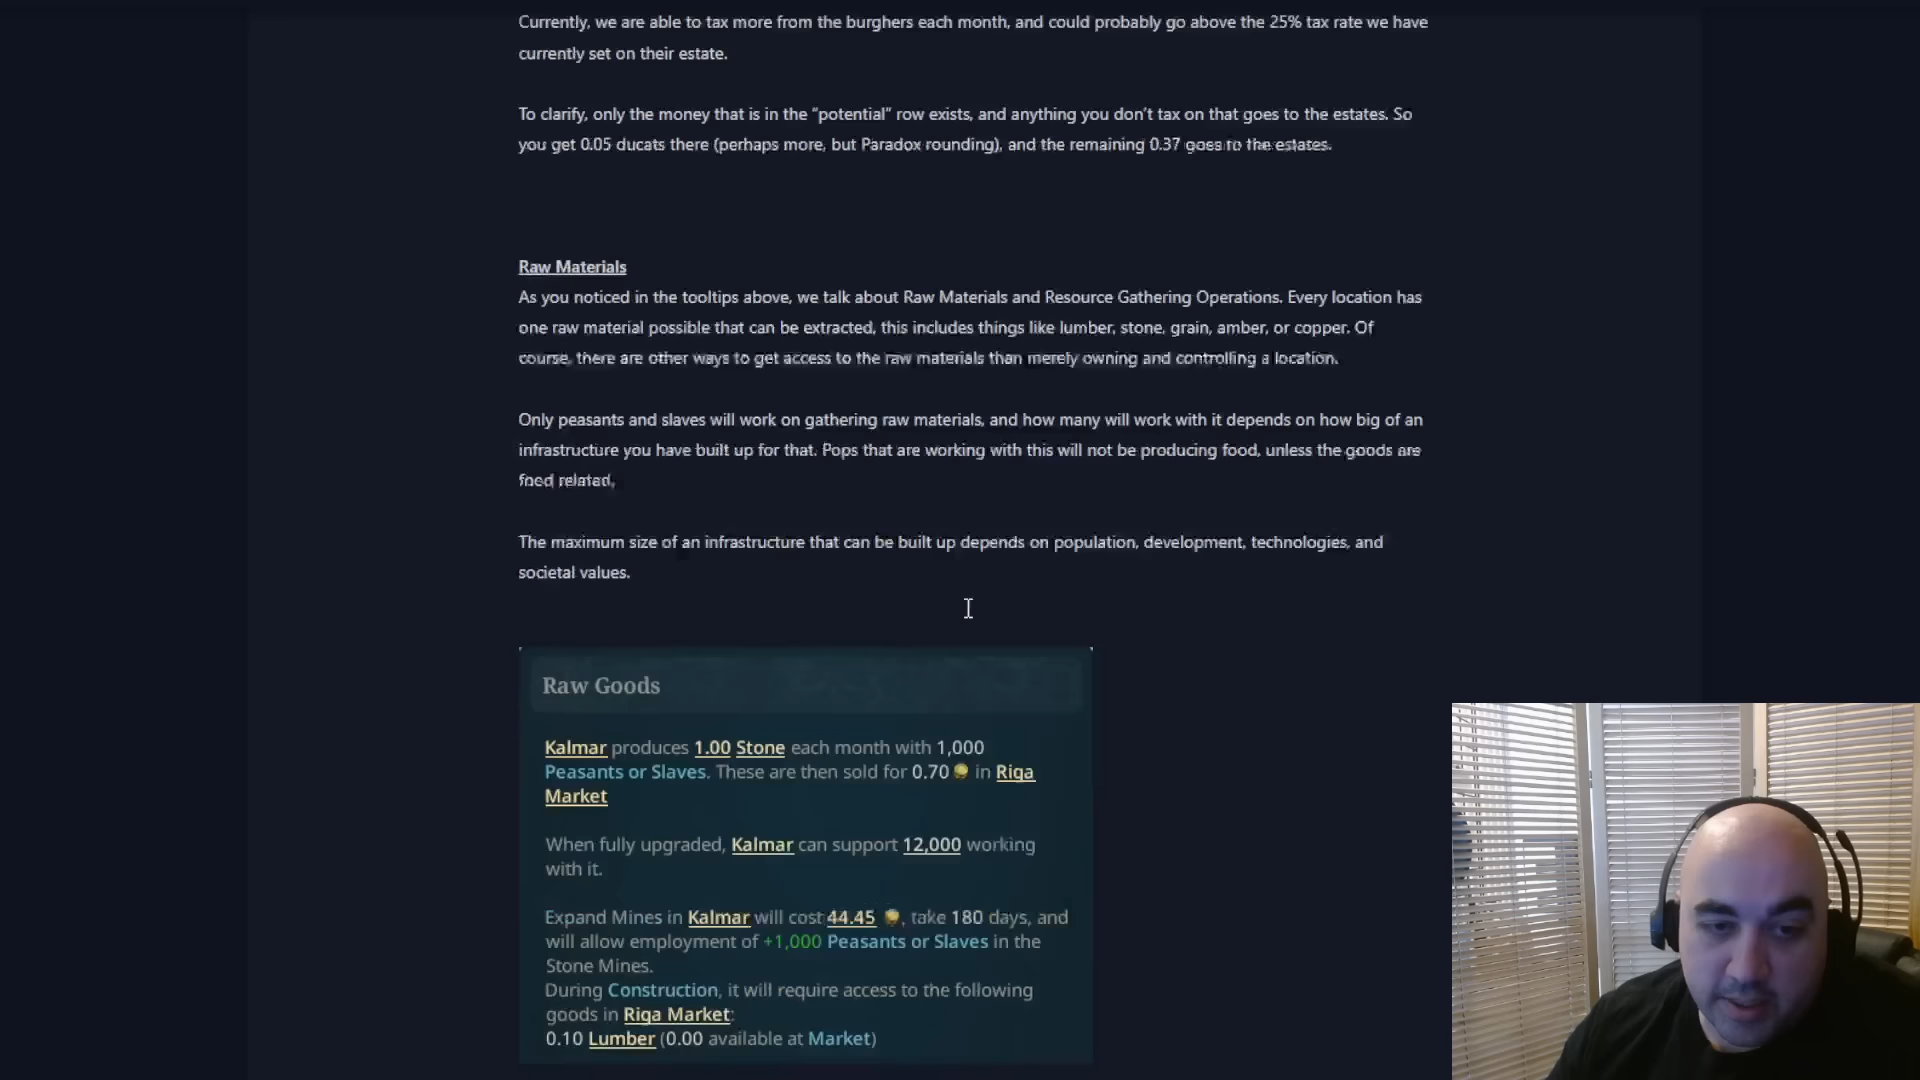 Currently, we are able to tax more from the burghers each month, and could probably go above the 25% tax rate we have
currently set on their estate.
To clarify, only the money that is in the “potential” row exists, and anything you don’t tax on that goes to the estates. So
you get 0.05 ducats there (perhaps more, but Paradox rounding), and the remaining 0.37 goes to the estates.
Raw Materials
As you noticed in the tooltips above, we talk about Raw Materials and Resource Gathering Operations. Every location has
one raw material possible that can be extracted, this includes things like lumber, stone, grain, amber, or copper. Of
course, there are other ways to get access to the raw materials than merely owning and controlling a location.
Only peasants and slaves will work on gathering raw materials, and how many will work with it depends on how big of an
infrastructure you have built up for that. Pops that are working with this will not be producing food, unless the goods are
food related.
The maximum size of an infrastructure that can be built up depends on population, development, technologies, and
societal values.
Raw Goods
Kalmar produces 1.00 Stone each month with 1,000
Peasants or Slaves. These are then sold for 0.70 in Riga
Market
When fully upgraded, Kalmar can support 12,000 working
with it.
Expand Mines in Kalmar will cost 44.45 , take 180 days, and
will allow employment of +1,000 Peasants or Slaves in the
Stone Mines.
During Construction, it will require access to the following
goods in Riga Market:
0.10 Lumber (0.00 available at Market)